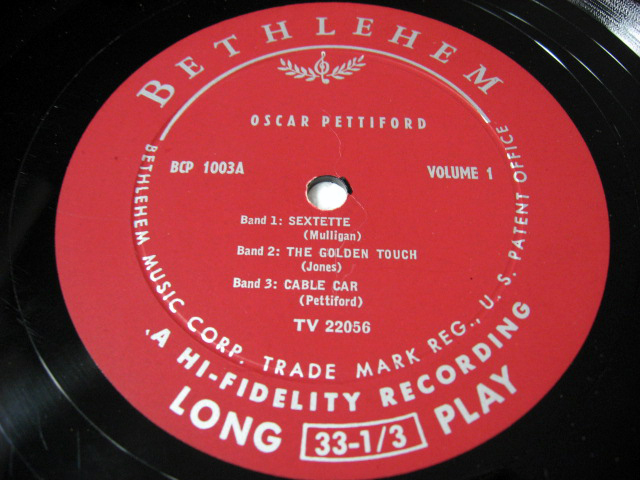 BETHLEHEM
OSCAR PETTIFORD
BCP 1003A
VOLUME 1
Band 1: SEXTETTE
(Mulligan)
Band 2: THE GOLDEN TOUCH
(Jones)
Band 3: CABLE CAR
(Pettiford)
TV 22056
BETHLEHEM MUSIC CORP. TRADE MARK REG., U. S. PATENT OFFICE
A HI-FIDELITY RECORDING
LONG 33-1/3 PLAY